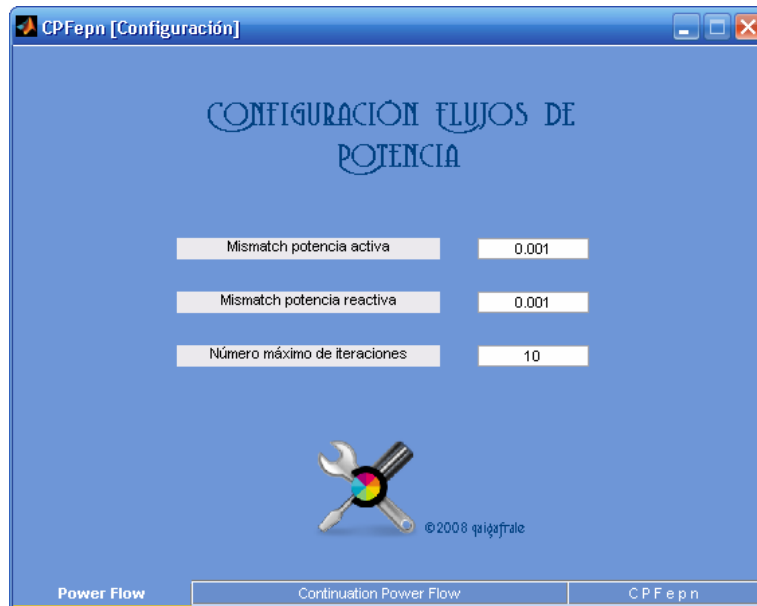 CPFepn [Configuración]
CONFIGURACIÓN FLUJOS DE
POTENCIA
Mismatch potencia activa
0.001
Mismatch potencia reactiva
0.001
Número máximo de iteraciones
10
©2008 qaigafrale
Power Flow
Continuation Power Flow
CPFepn